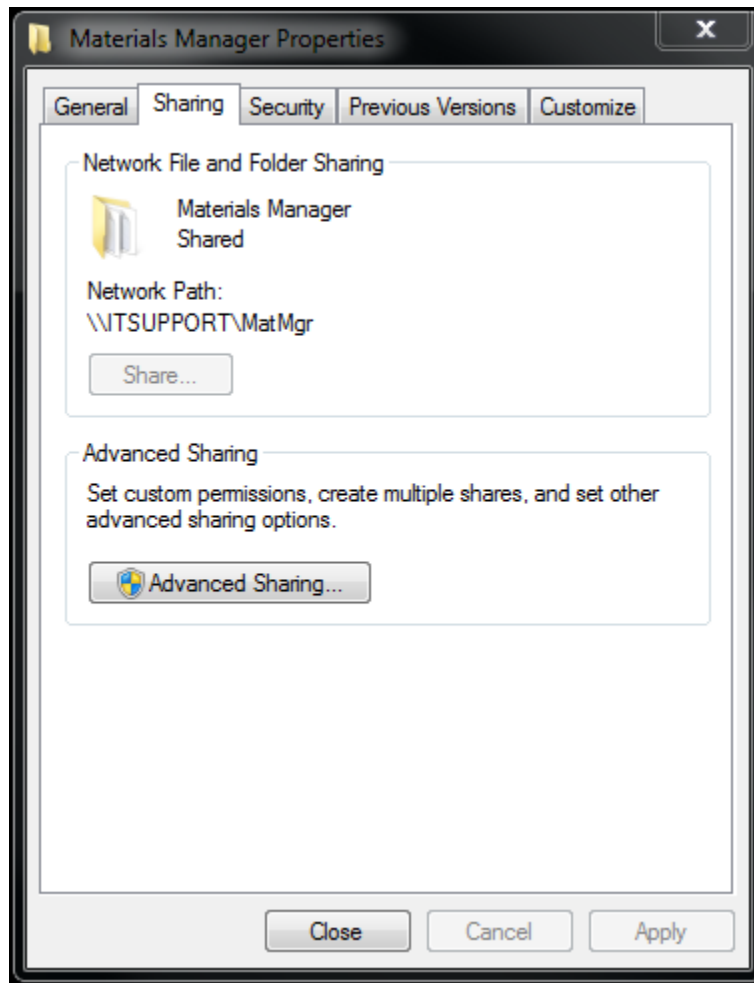 Materials Manager Properties
x
General Sharing Security Previous Versions Customize
Network File and Folder Sharing
Materials Manager
Shared
Network Path:
\\ITSUPPORT\MatMgr
Share...
Advanced Sharing
Set custom permissions, create multiple shares, and set other
advanced sharing options.
Advanced Sharing...
Close Cancel Apply